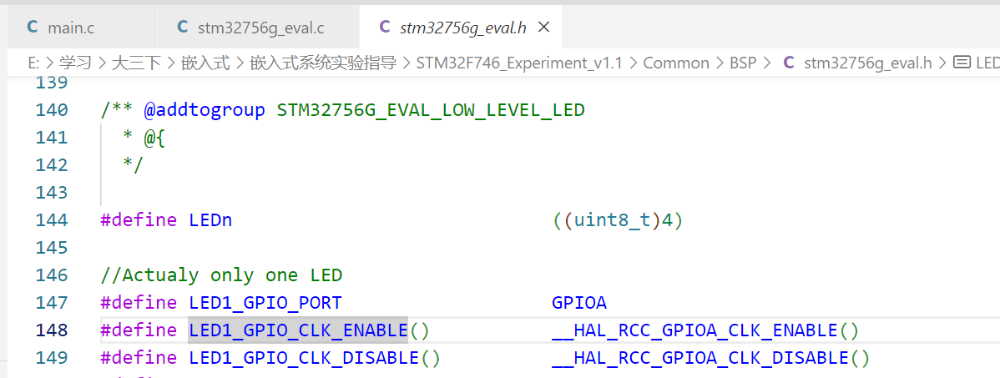 C main.c C stm32756g_eval.c C stm32756g_eval.h ×
E: > 学习 > 大三下 > 嵌入式 > 嵌入式系统实验指导 > STM32F746_Experiment_v1.1 > Common > BSP > C stm32756g_eval.h > LED
139
140 /** @addtogroup STM32756G_EVAL_LOW_LEVEL_LED
141 * @{
142 */
143
144 #define LEDn ((uint8_t)4)
145
146 //Actualy only one LED
147 #define LED1_GPIO_PORT GPIOA
148 #define LED1_GPIO_CLK_ENABLE() __HAL_RCC_GPIOA_CLK_ENABLE()
149 #define LED1_GPIO_CLK_DISABLE() __HAL_RCC_GPIOA_CLK_DISABLE()